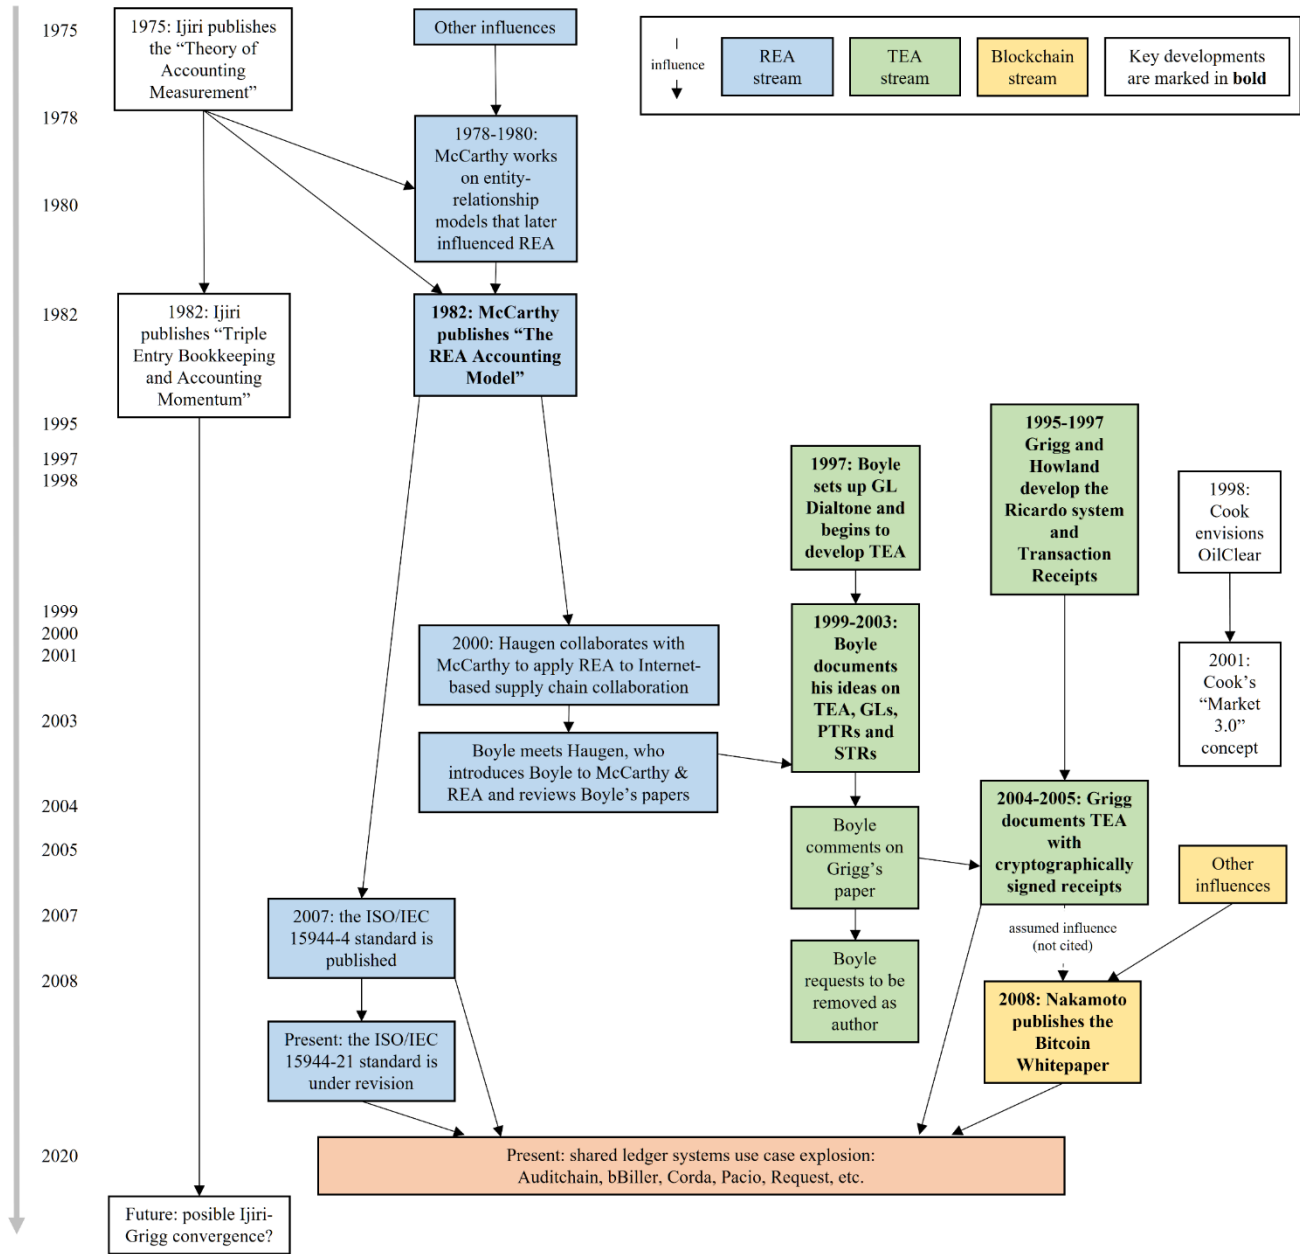 1975
1978
1980
1982
1995
1997
1998
1999
2000
2001
2003
2004
2005
2007
2008
2020
influence
REA
stream
TEA
stream
Blockchain
stream
Key developments
are marked in bold
1975: Ijiri publishes
the “Theory of
Accounting
Measurement”
Other influences
1978-1980:
McCarthy works
on entity-
relationship
models that later
influenced REA
1982: Ijiri
publishes “Triple
Entry Bookkeeping
and Accounting
Momentum”
1982: McCarthy
publishes “The
REA Accounting
Model”
1997: Boyle
sets up GL
Dialtone and
begins to
develop TEA
1995-1997
Grigg and
Howland
develop the
Ricardo system
and
Transaction
Receipts
1998:
Cook
envisions
OilClear
2000: Haugen collaborates with
McCarthy to apply REA to Internet-
based supply chain collaboration
1999-2003:
Boyle
documents
his ideas on
TEA, GLs,
PTRs and
STRs
2001:
Cook’s
“Market
3.0”
concept
Boyle meets Haugen, who
introduces Boyle to McCarthy &
REA and reviews Boyle’s papers
Boyle
comments on
Grigg’s
paper
2004-2005: Grigg
documents TEA
with
cryptographically
signed receipts
Other
influences
2007: the ISO/IEC
15944-4 standard is
published
Boyle
requests to be
removed as
author
assumed influence
(not cited)
2008: Nakamoto
publishes the
Bitcoin
Whitepaper
Present: the ISO/IEC
15944-21 standard is
under revision
Present: shared ledger systems use case explosion:
Auditchain, bBiller, Corda, Pacio, Request, etc.
Future: posible Ijiri-
Grigg convergence?